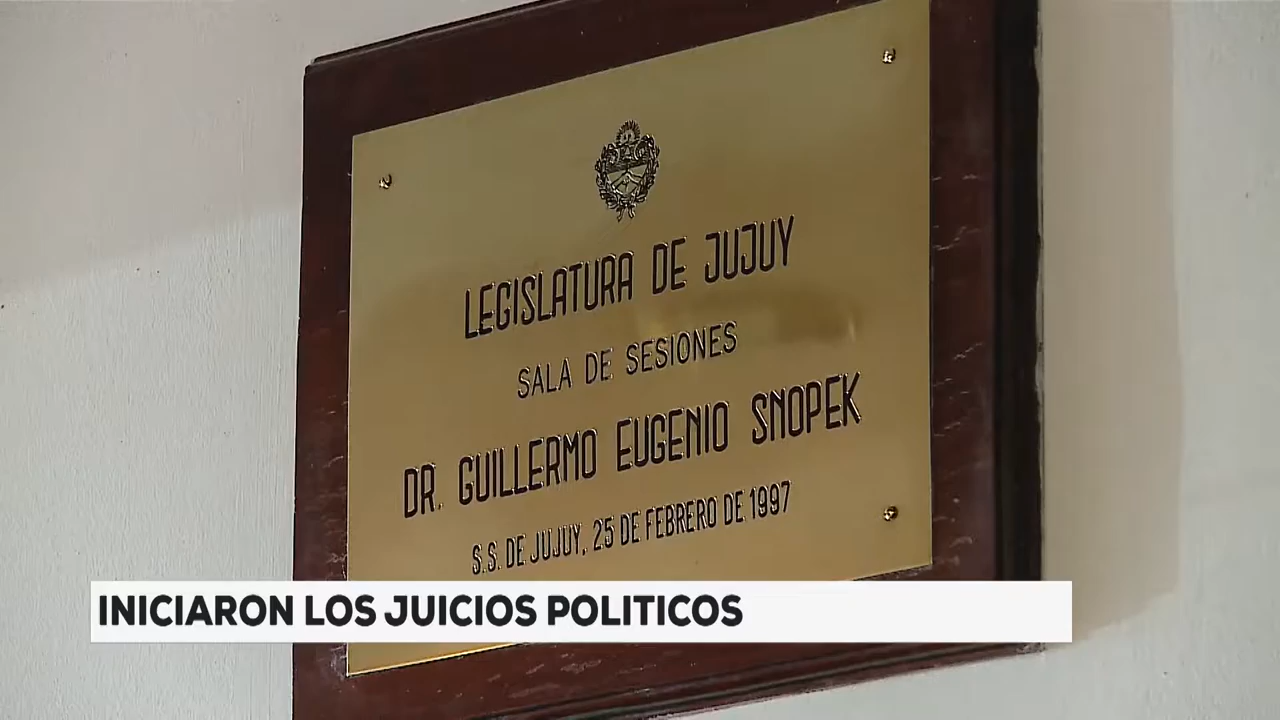 LEGISLATURA DE JUJUY
SALA DE SESIONES
DR. GUILLERMO EUGENIO SNOPEK
S.S. DE JUJUY, 25 DE FEBRERO DE 1997
INICIARON LOS JUICIOS POLITICOS